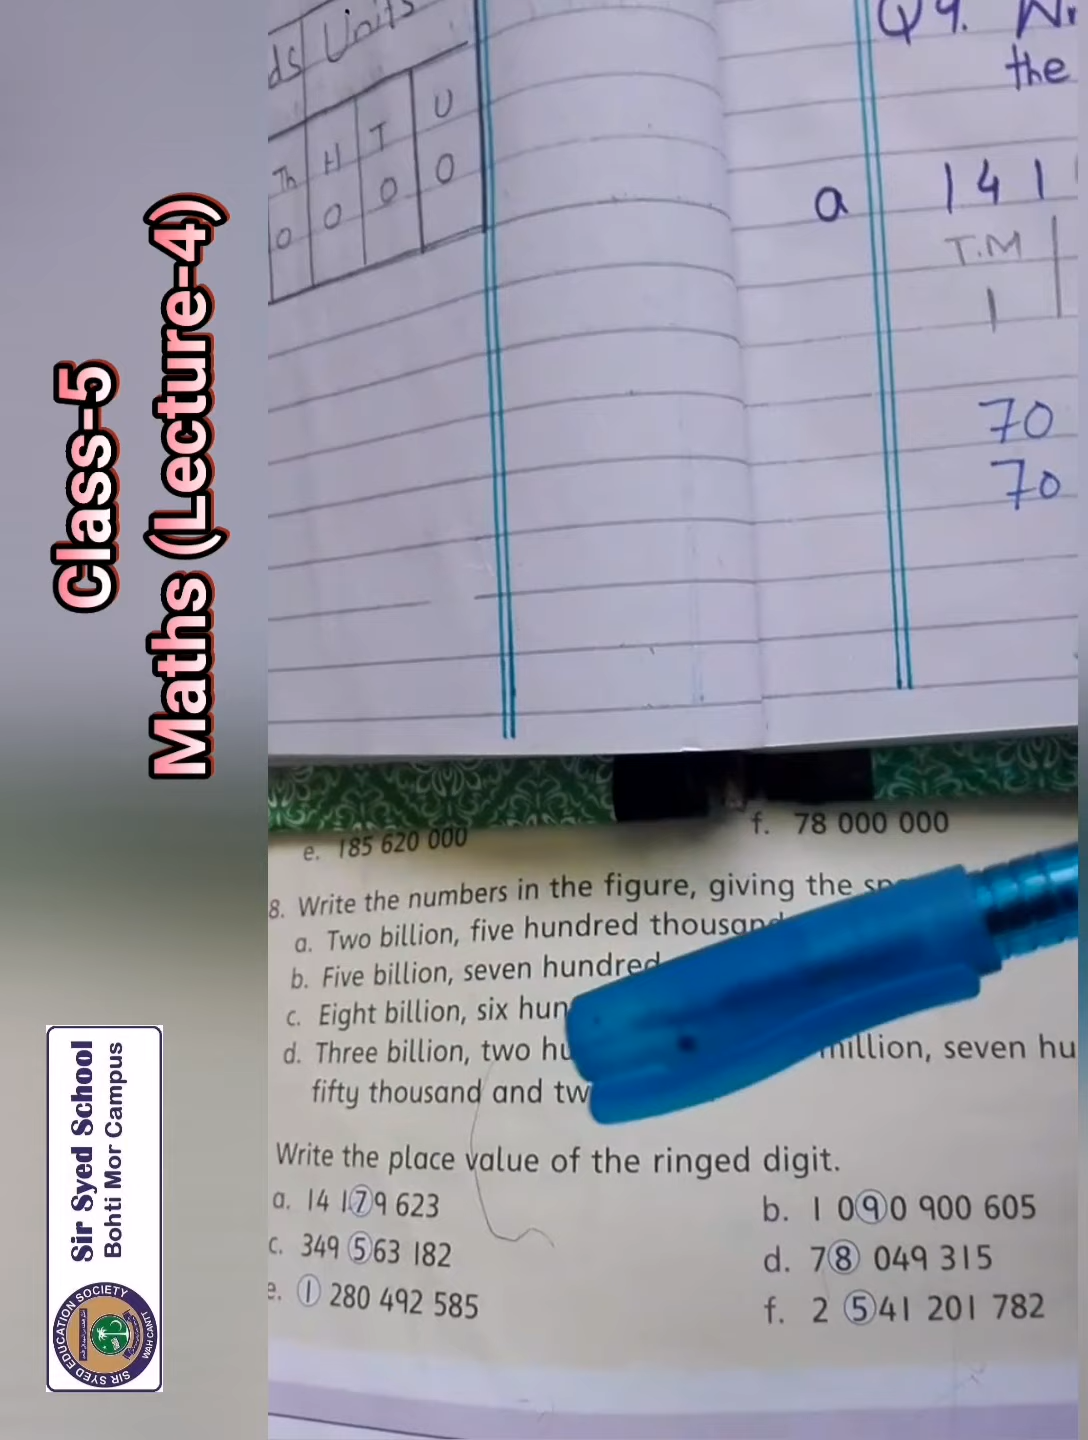 Class-5
Maths (Lecture-4)
Sir Syed School
Bohti Mor Campus
SIR SYED EDUCATION SOCIETY
WAH CANTT
ds Units
Th H T U
0 0 0 0
Q9.
the
a 141
T.M
1
70
70
e. 185 620 000
f. 78 000 000
8. Write the numbers in the figure, giving the
a. Two billion, five hundred thousand
b. Five billion, seven hundred
c. Eight billion, six hun
d. Three billion, two hu million, seven hu
fifty thousand and tw
Write the place value of the ringed digit.
a. 14 179 623
b. 1 090 900 605
c. 349 563 182
d. 78 049 315
e. 1 280 492 585
f. 2 541 201 782